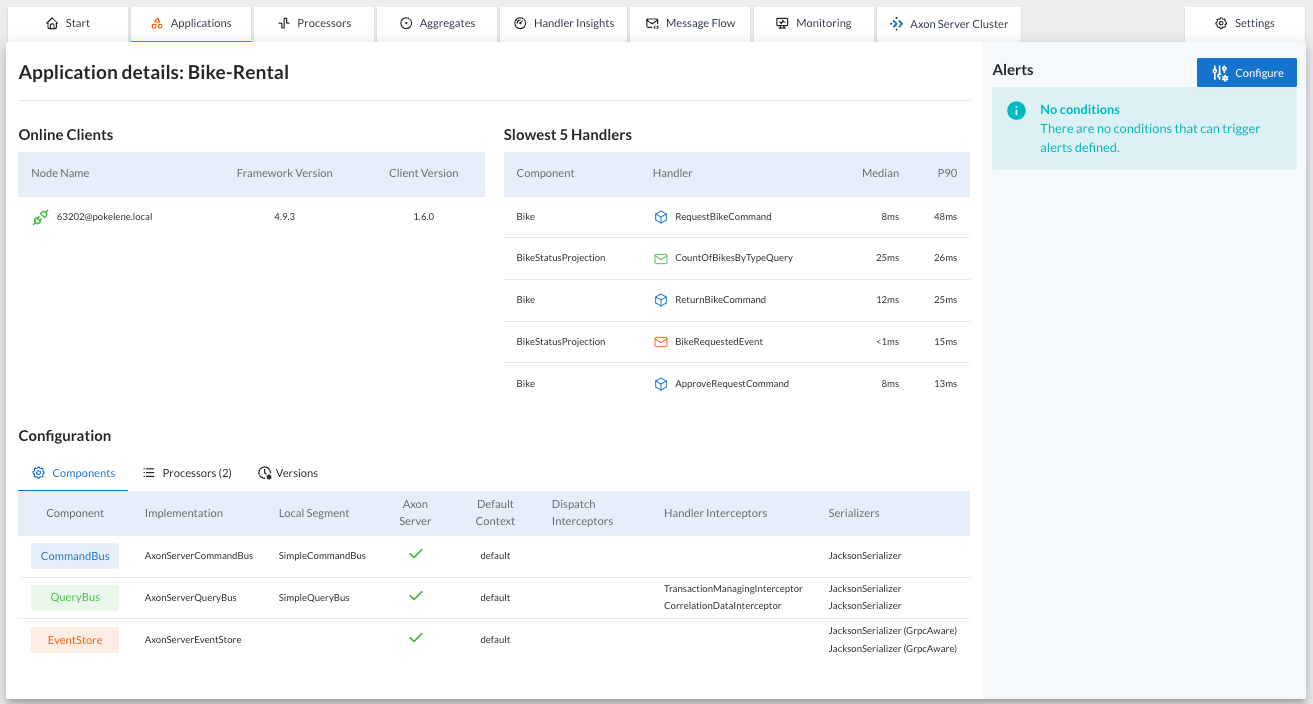 Start Applications Processors Aggregates Handler Insights Message Flow Monitoring Axon Server Cluster Settings
Application details: Bike-Rental
Online Clients
Node Name Framework Version Client Version
63202@pokelene.local 4.9.3 1.6.0
Slowest 5 Handlers
Component Handler Median P90
Bike RequestBikeCommand 8ms 48ms
BikeStatusProjection CountOfBikesByTypeQuery 25ms 26ms
Bike ReturnBikeCommand 12ms 25ms
BikeStatusProjection BikeRequestedEvent <1ms 15ms
Bike ApproveRequestCommand 8ms 13ms
Configuration
Components Processors (2) Versions
Component Implementation Local Segment Axon Server Default Context Dispatch Interceptors Handler Interceptors Serializers
CommandBus AxonServerCommandBus SimpleCommandBus default JacksonSerializer
QueryBus AxonServerQueryBus SimpleQueryBus default TransactionManagingInterceptor JacksonSerializer
CorrelationDataInterceptor JacksonSerializer
EventStore AxonServerEventStore default JacksonSerializer (GrpcAware)
JacksonSerializer (GrpcAware)
Alerts
Configure
No conditions
There are no conditions that can trigger
alerts defined.